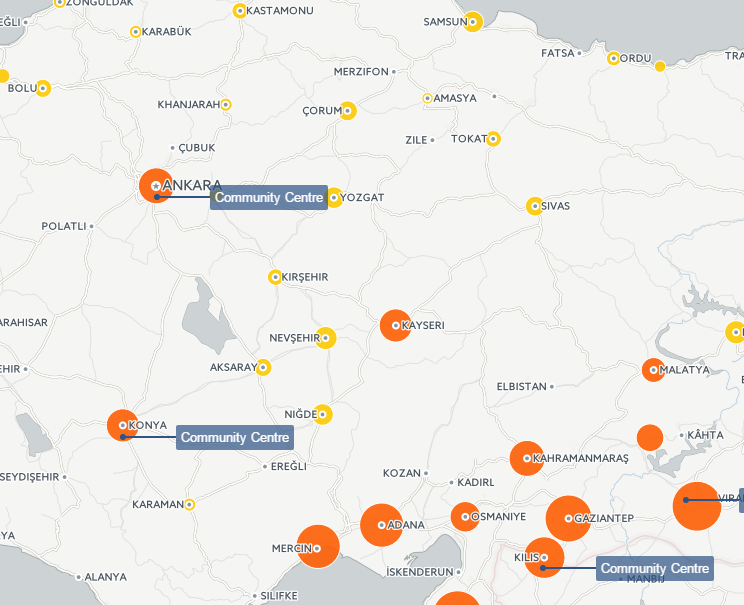 ZONGULDAK
KASTAMONU
SAMSUN
EĞLI
KARABÜK
FATSA
ORDU
TRA
MERZIFON
BOLU
KHANJARAH
ÇORUM
AMASYA
ÇUBUK
ZILE
TOKAT
ANKARA
Community Centre
YOZGAT
SIVAS
POLATLI
KIRŞEHIR
ARAHISAR
KAYSERI
NEVŞEHIR
EHIR
AKSARAY
MALATYA
ELBISTAN
NIĞDE
KONYA
Community Centre
KÂHTA
KAHRAMANMARAŞ
EREĞLI
KOZAN
SEYDIŞEHIR
KADIRL
VIRAN
KARAMAN
OSMANIYE
GAZIANTEP
ADANA
YA
MERCIN
KILIS
Community Centre
ALANYA
İSKENDERUN
MANBIJ
SILIFKE